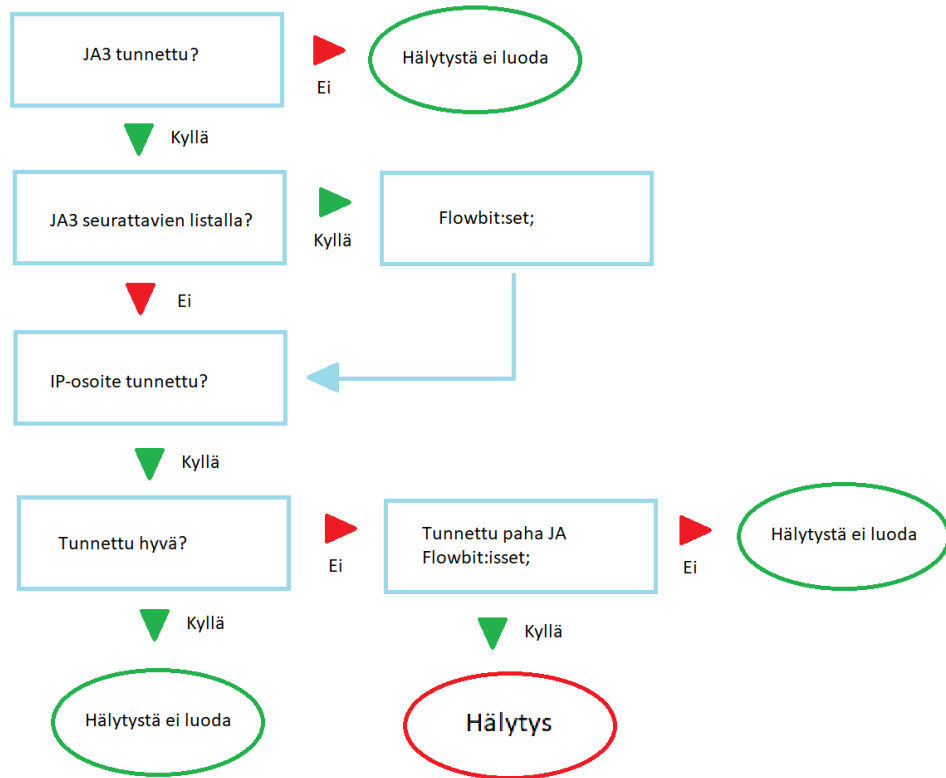 JA3 tunnettu?
Hälytystä ei luoda
Ei
Kyllä
JA3 seurattavien listalla?
Flowbit:set;
Kyllä
Ei
IP-osoite tunnettu?
Kyllä
Tunnettu hyvä?
Tunnettu paha JA
Flowbit:isset;
Hälytystä ei luoda
Ei
Ei
Kyllä
Kyllä
Hälytystä ei luoda
Hälytys